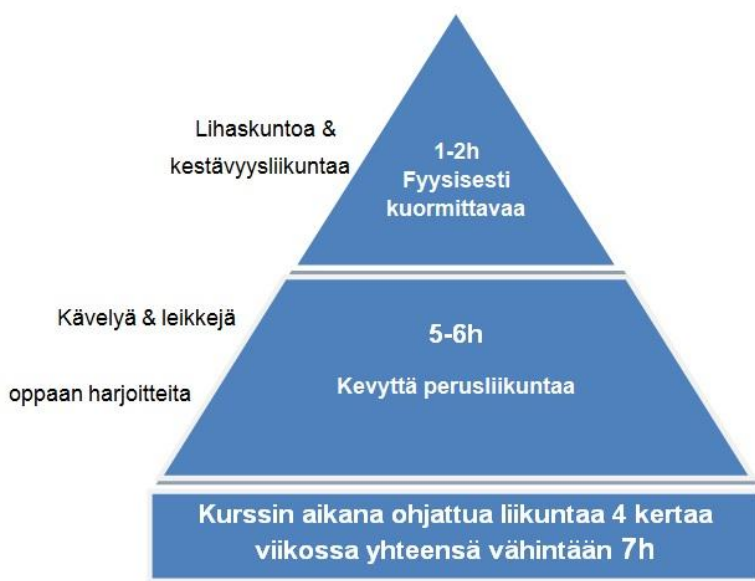 Lihaskuntoa &
kestävyysliikuntaa
1-2h
Fyysisesti
kuormittavaa
Kävelyä & leikkejä
oppaan harjoitteita
5-6h
Kevyttä perusliikuntaa
Kurssin aikana ohjattua liikuntaa 4 kertaa
viikossa yhteensä vähintään 7h